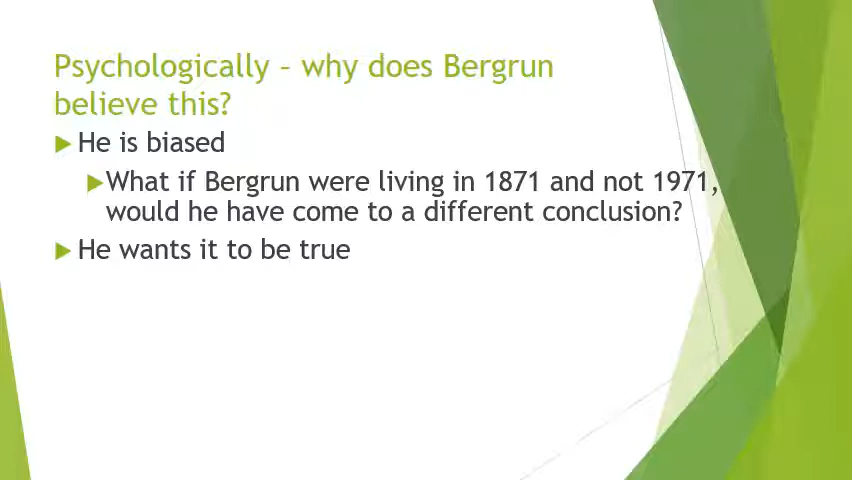 Psychologically – why does Bergrun
believe this?
He is biased
What if Bergrun were living in 1871 and not 1971,
would he have come to a different conclusion?
He wants it to be true